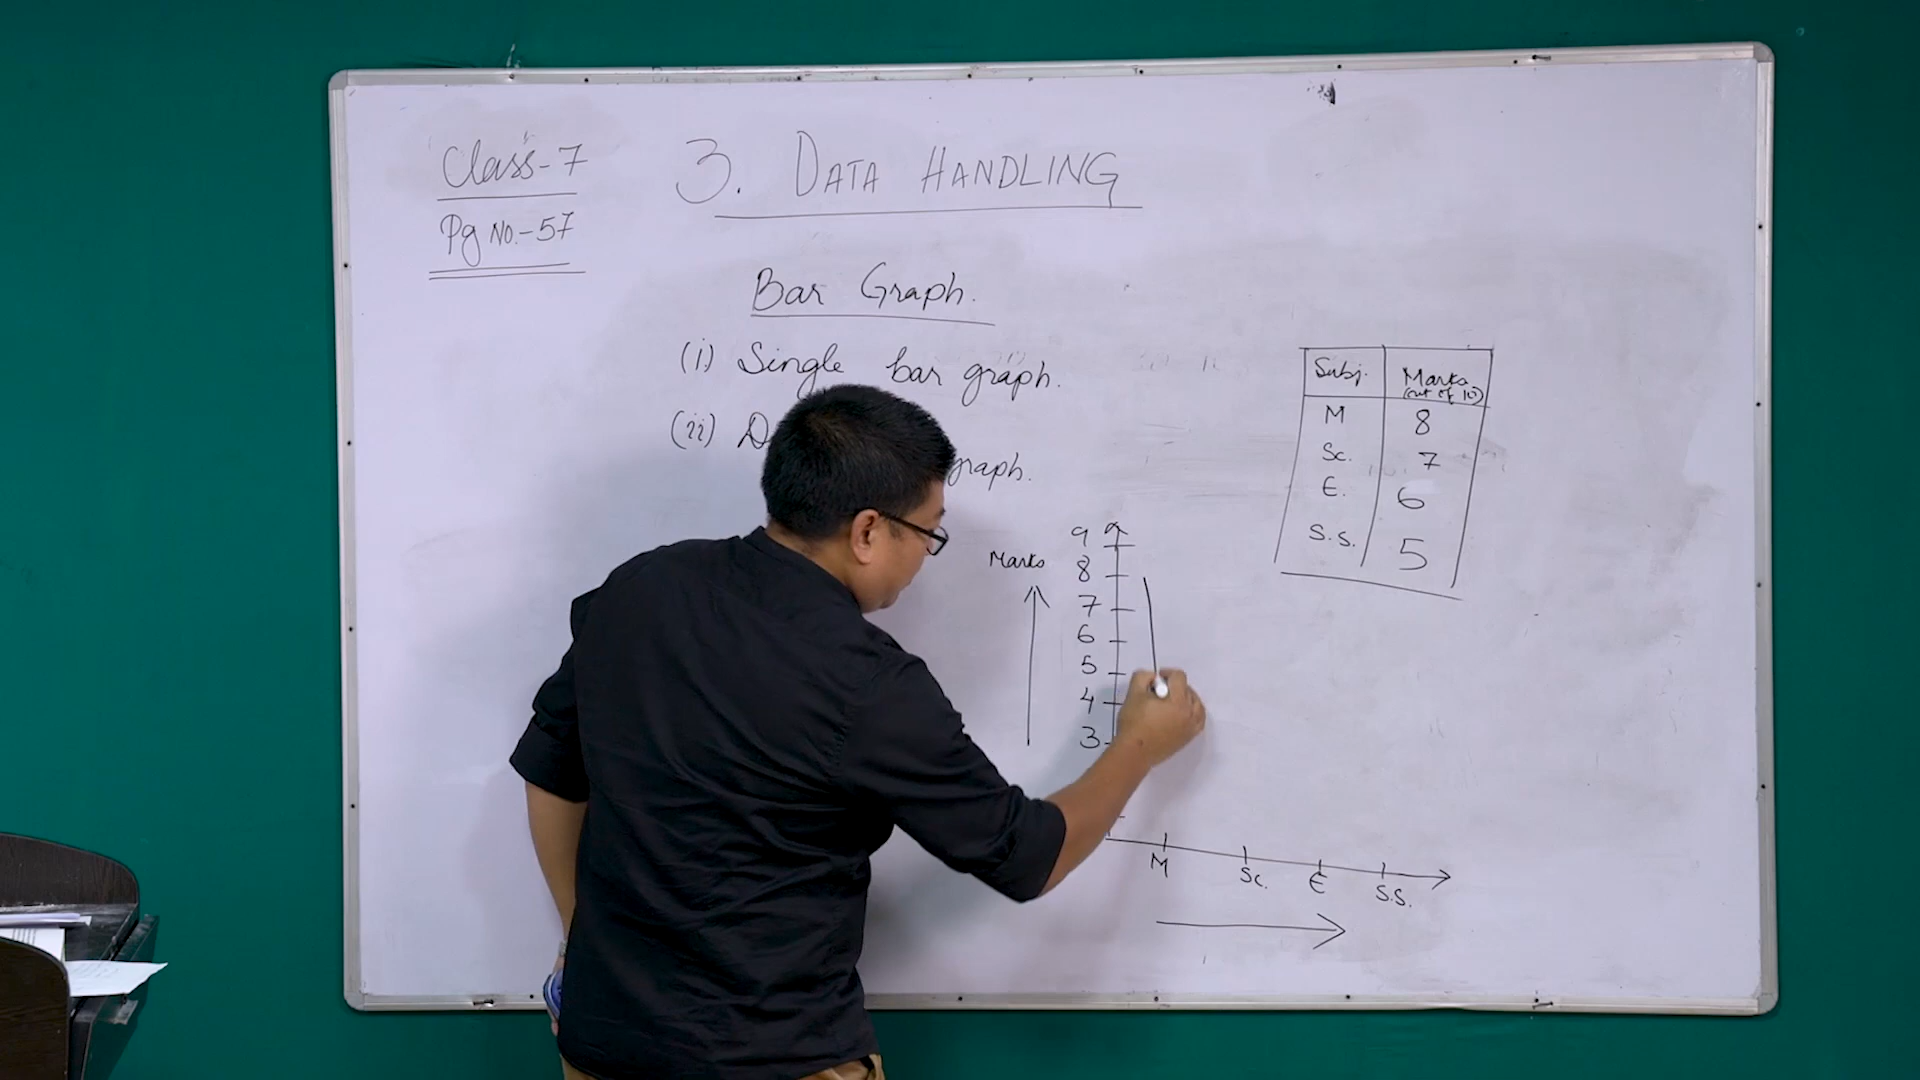 Class-7
Pg No.-57
3. DATA HANDLING
Bar Graph.
(i) Single bar graph.
(ii)
graph.
Subj. Marks (out of 10)
M 8
Sc. 7
E. 6
S.S. 5
Marks
9
8
7
6
5
4
3
M Sc. E S.S.